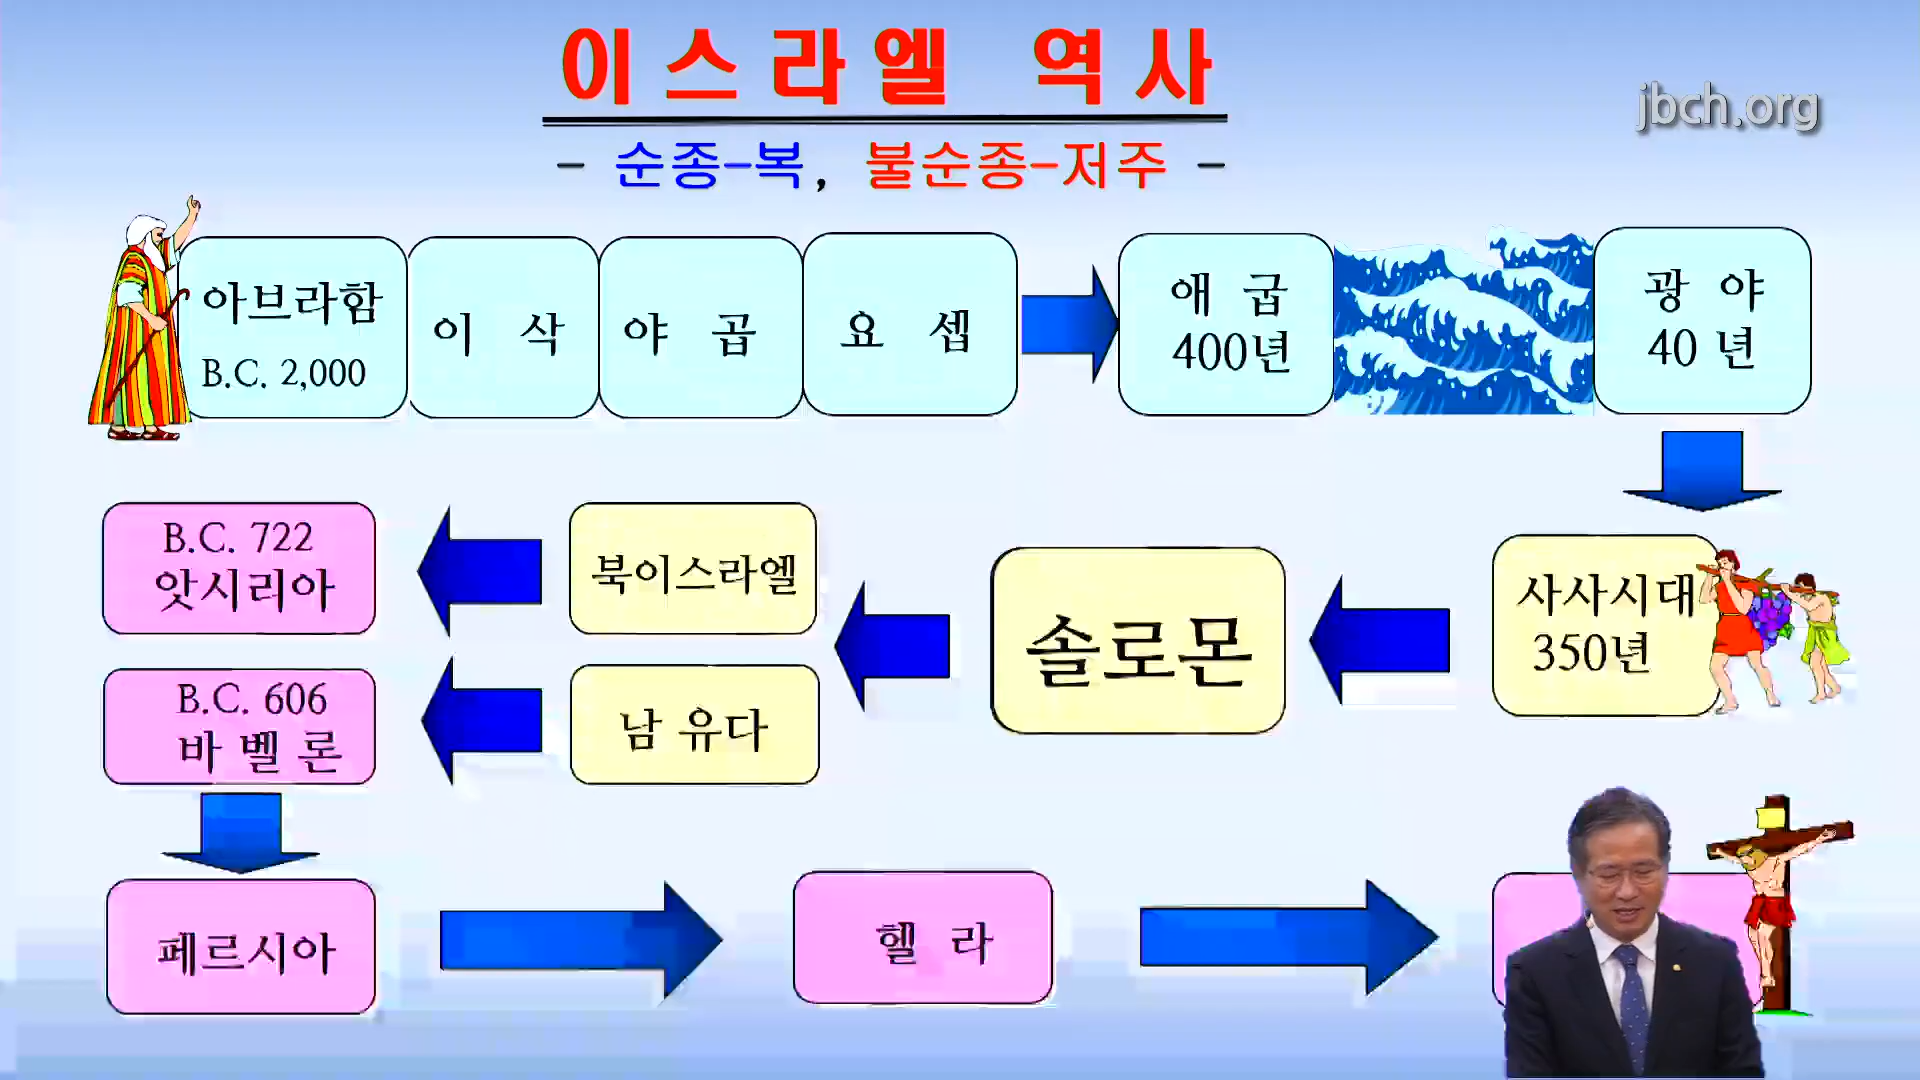 이스라엘 역사
jbch.org
- 순종-복, 불순종-저주 -
아브라함
B.C. 2,000
이 삭
야 곱
요 셉
애 굽
400년
광 야
40 년
B.C. 722
앗시리아
북이스라엘
솔로몬
사사시대
350년
B.C. 606
바 벨 론
남 유다
페르시아
헬 라